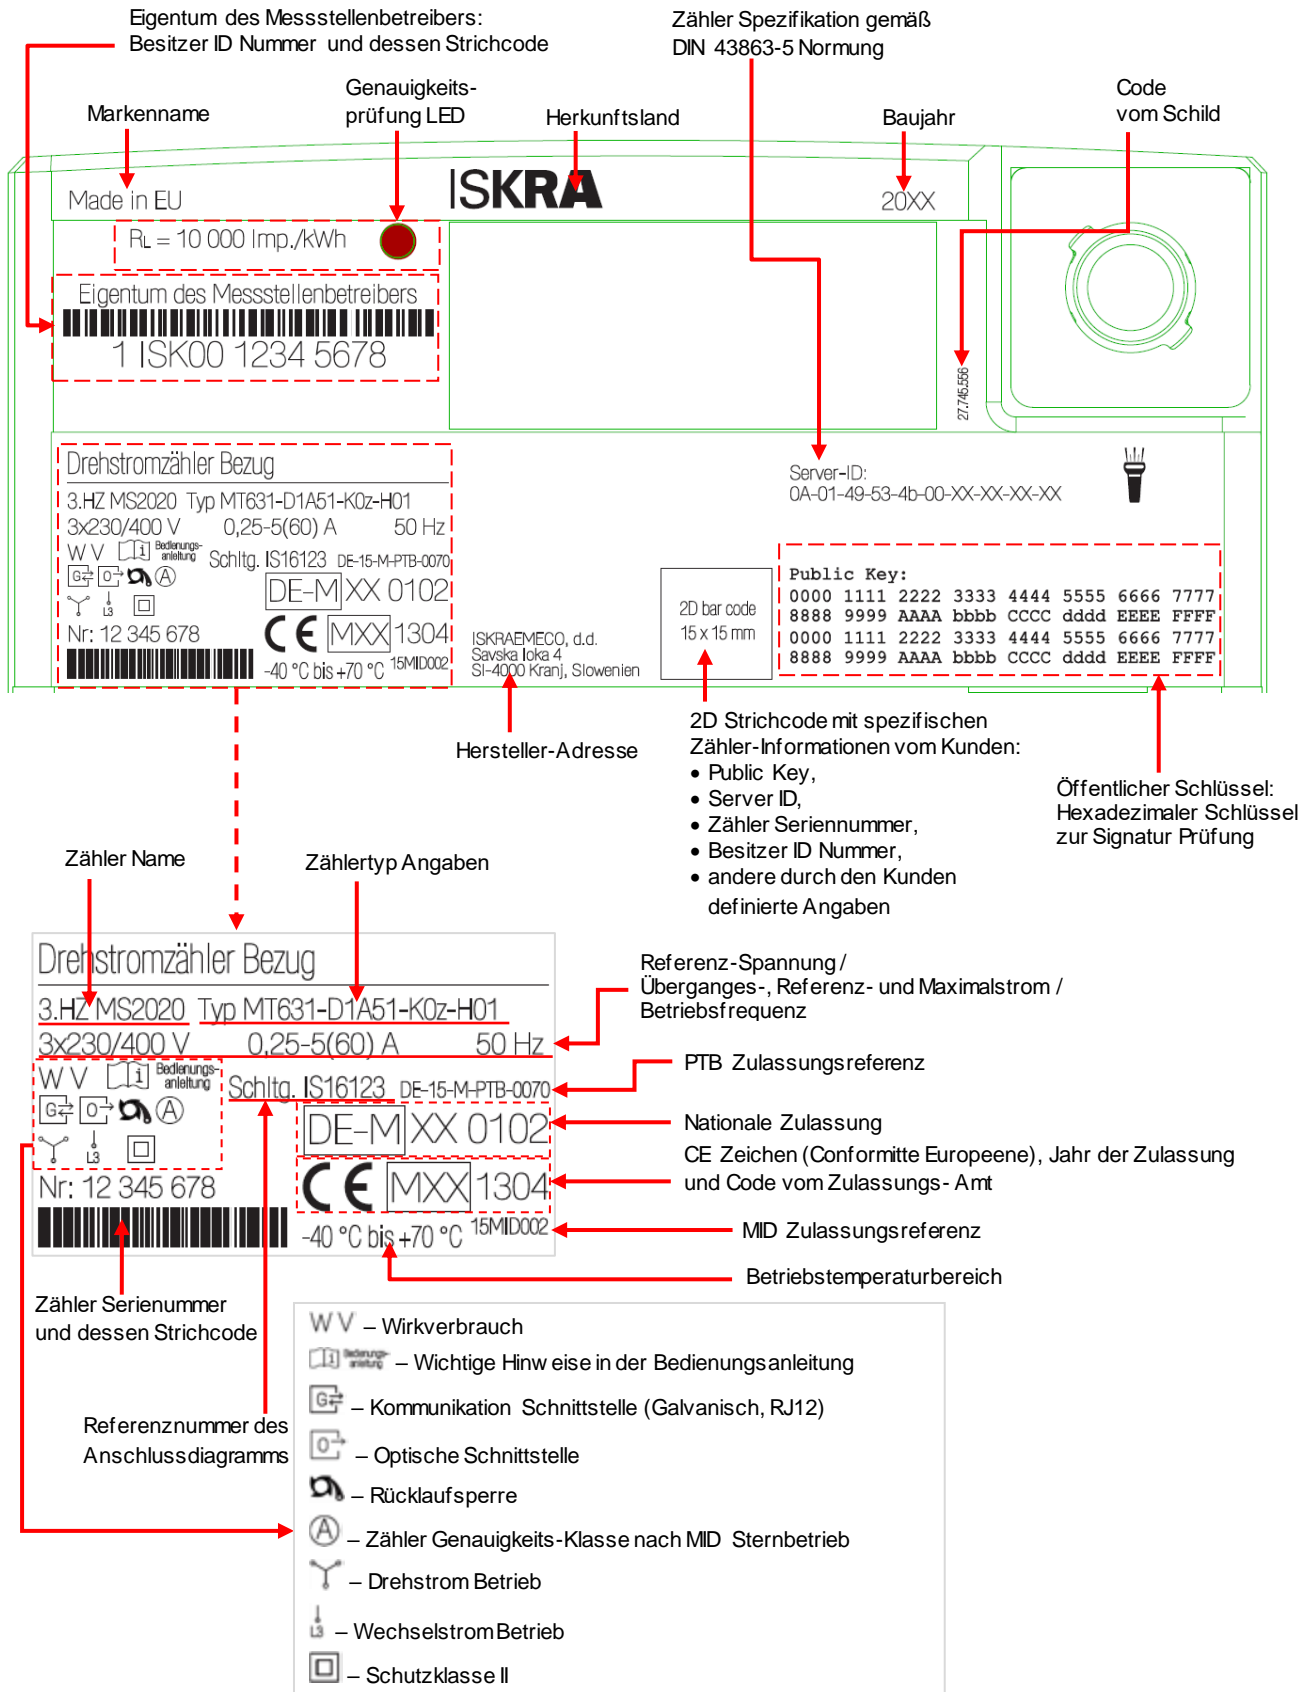 Eigentum des Messstellenbetreibers:
Besitzer ID Nummer und dessen Strichcode
Zähler Spezifikation gemäß
DIN 43863-5 Normung
Genauigkeits-
prüfung LED
Code
vom Schild
Markenname
Herkunftsland
Baujahr
Made in EU
ISKRA
20XX
RL = 10 000 Imp./kWh
Eigentum des Messstellenbetreibers
1 ISK00 1234 5678
27.745.556
Drehstromzähler Bezug
3.HZ MS2020 Typ MT631-D1A51-K0z-H01
3x230/400 V 0,25-5(60) A 50 Hz
W V i Bedienungs-
anleitung
Schltg. IS16123 DE-15-M-PTB-0070
G O A
DE-M XX 0102
L3
Nr: 12 345 678
CE MXX 1304
-40 °C bis +70 °C 15MID002
ISKRAEMECO, d.d.
Savska loka 4
SI-4000 Kranj, Slowenien
Server-ID:
0A-01-49-53-4b-00-XX-XX-XX-XX
2D bar code
15 x 15 mm
Public Key:
0000 1111 2222 3333 4444 5555 6666 7777
8888 9999 AAAA bbbb CCCC dddd EEEE FFFF
0000 1111 2222 3333 4444 5555 6666 7777
8888 9999 AAAA bbbb CCCC dddd EEEE FFFF
Hersteller-Adresse
2D Strichcode mit spezifischen
Zähler-Informationen vom Kunden:
• Public Key,
• Server ID,
• Zähler Seriennummer,
• Besitzer ID Nummer,
• andere durch den Kunden
definierte Angaben
Öffentlicher Schlüssel:
Hexadezimaler Schlüssel
zur Signatur Prüfung
Zähler Name
Zählertyp Angaben
Drehstromzähler Bezug
3.HZ MS2020 Typ MT631-D1A51-K0z-H01
3x230/400 V 0,25-5(60) A 50 Hz
W V i Bedienungs-
anleitung
Schltg. IS16123 DE-15-M-PTB-0070
G O A
DE-M XX 0102
L3
Nr: 12 345 678
CE MXX 1304
-40 °C bis +70 °C 15MID002
Referenz-Spannung /
Überganges-, Referenz- und Maximalstrom /
Betriebsfrequenz
PTB Zulassungsreferenz
Nationale Zulassung
CE Zeichen (Conformitte Europeene), Jahr der Zulassung
und Code vom Zulassungs- Amt
MID Zulassungsreferenz
Betriebstemperaturbereich
Zähler Serienummer
und dessen Strichcode
Referenznummer des
Anschlussdiagramms
W V – Wirkverbrauch
i Bedienungs-
anleitung – Wichtige Hinweise in der Bedienungsanleitung
G – Kommunikation Schnittstelle (Galvanisch, RJ12)
O – Optische Schnittstelle
– Rücklaufsperre
A – Zähler Genauigkeits-Klasse nach MID Sternbetrieb
– Drehstrom Betrieb
L3 – Wechselstrom Betrieb
– Schutzklasse II